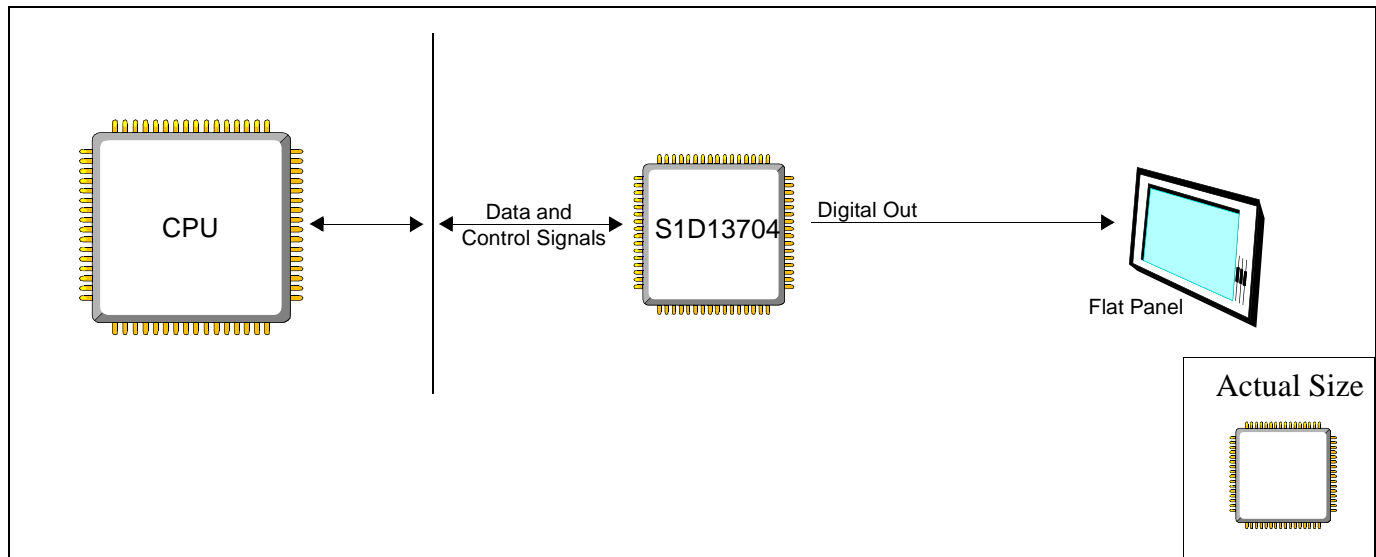 CPU
Data and
Control Signals
S1D13704
Digital Out
Flat Panel
Actual Size